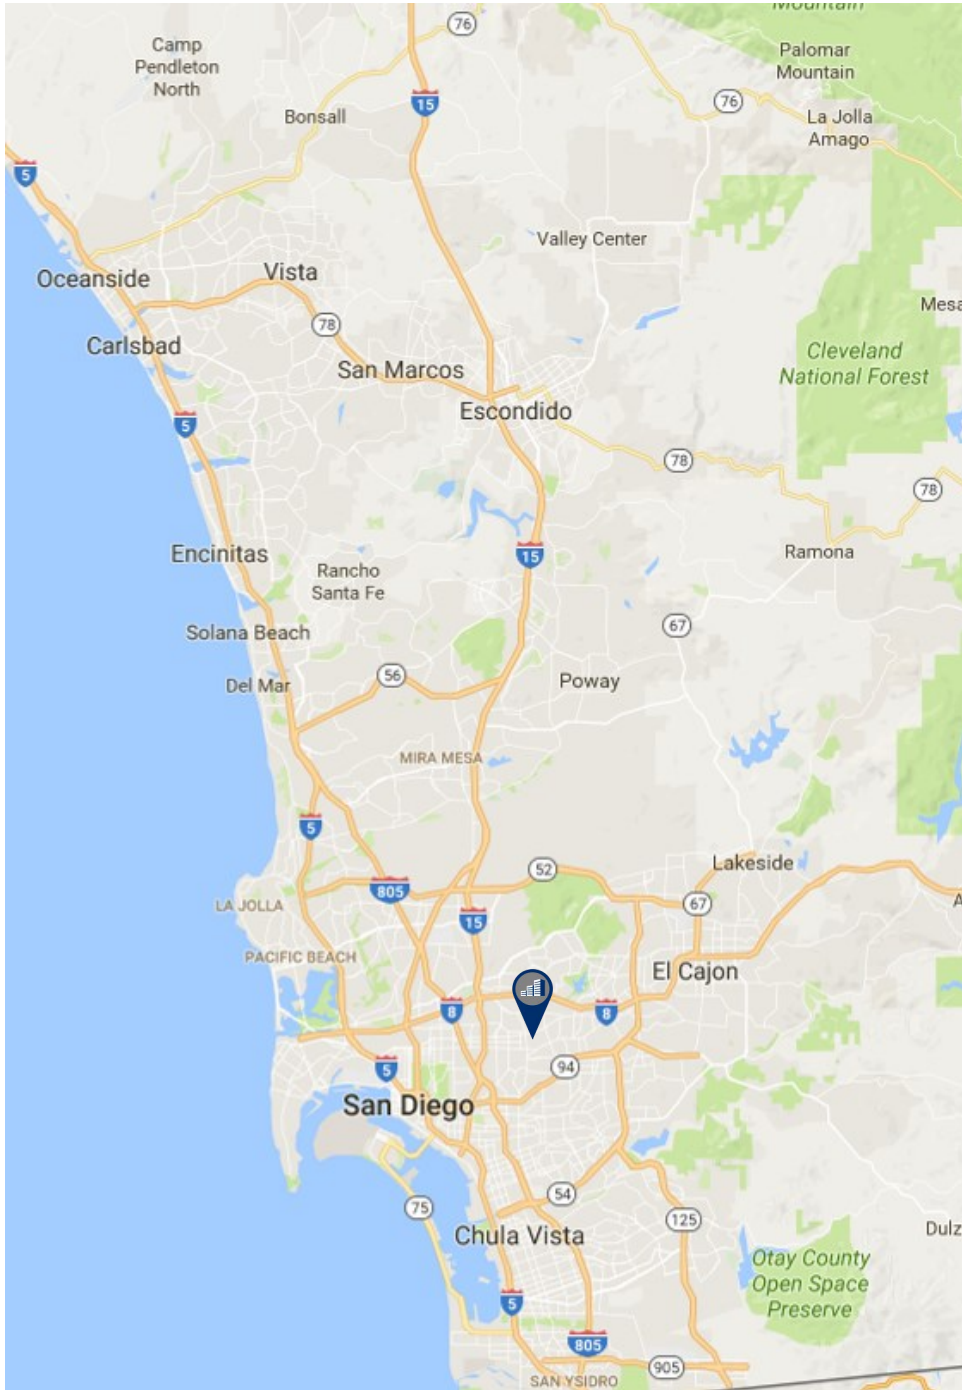 Mountain
76
Camp
Pendleton
North
Palomar
Mountain
15
76
Bonsall
La Jolla
Amago
5
Valley Center
Oceanside
Vista
Mesa
78
Carlsbad
Cleveland
National Forest
San Marcos
Escondido
5
78
78
Encinitas
15
Ramona
Rancho
Santa Fe
67
Solana Beach
56
Poway
Del Mar
MIRA MESA
5
Lakeside
52
805
LA JOLLA
67
A
15
PACIFIC BEACH
El Cajon
8
8
5
94
San Diego
54
75
125
Chula Vista
Dulz
Otay County
Open Space
Preserve
5
805
905
SAN YSIDRO